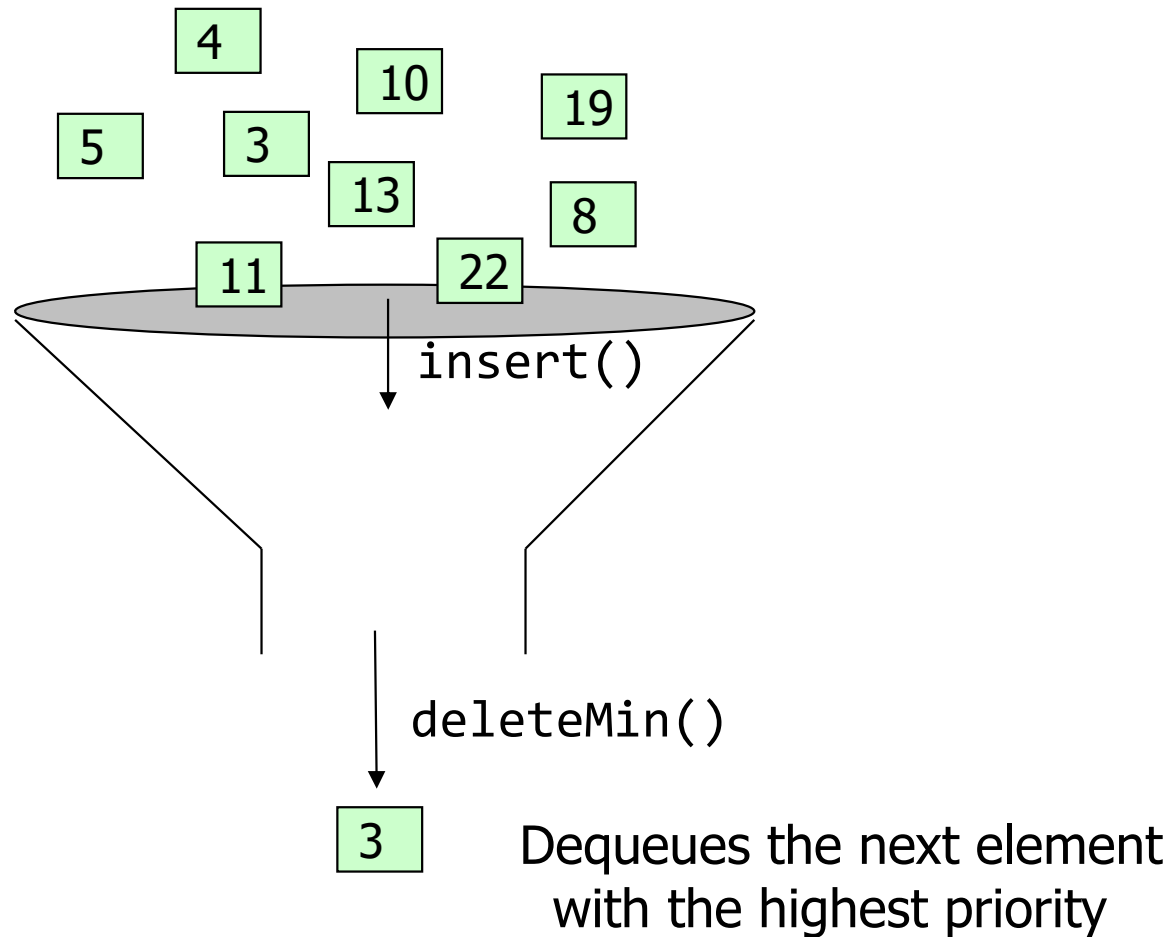 4
10
19
5
3
13
8
11
22
insert()
deleteMin()
3
Dequeues the next element
with the highest priority